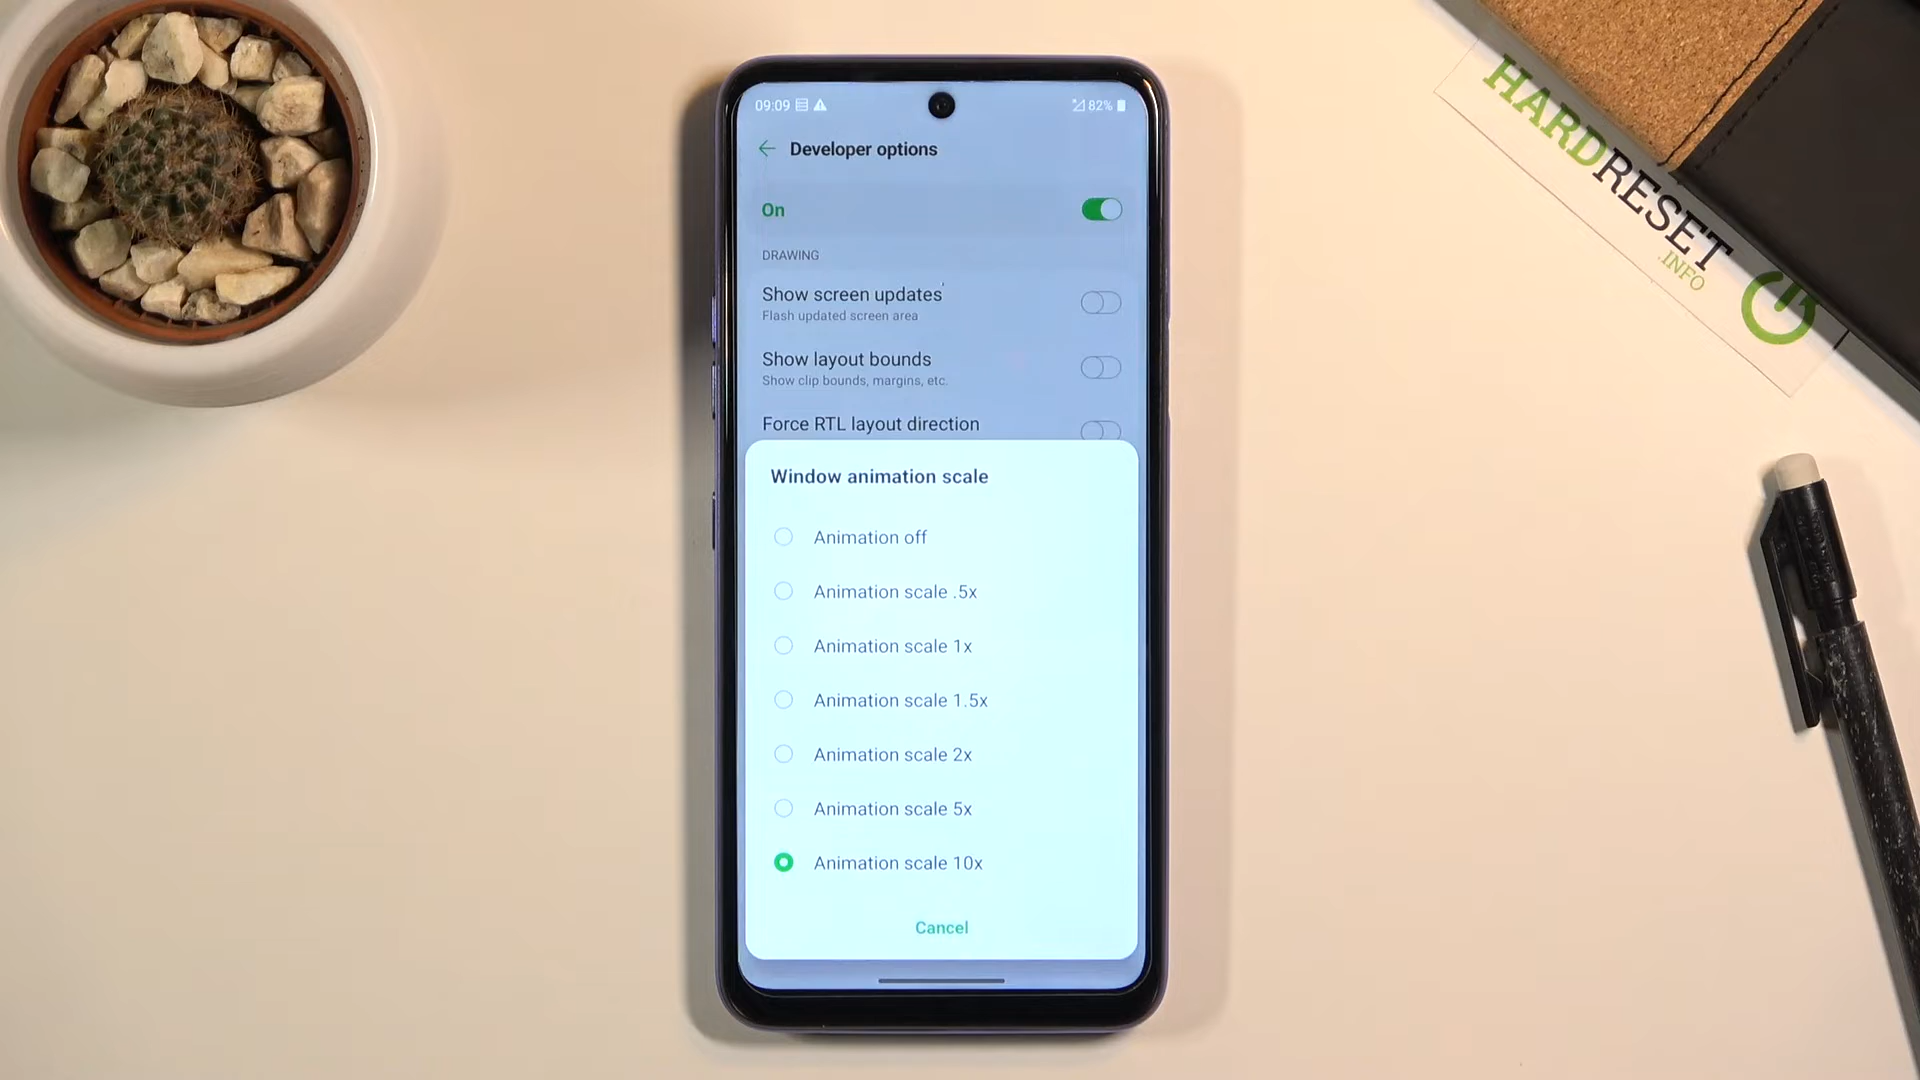 09:09
82%
Developer options
On
DRAWING
Show screen updates
Flash updated screen area
Show layout bounds
Show clip bounds, margins, etc.
Force RTL layout direction
Window animation scale
Animation off
Animation scale .5x
Animation scale 1x
Animation scale 1.5x
Animation scale 2x
Animation scale 5x
Animation scale 10x
Cancel
HARDRESET
.INFO